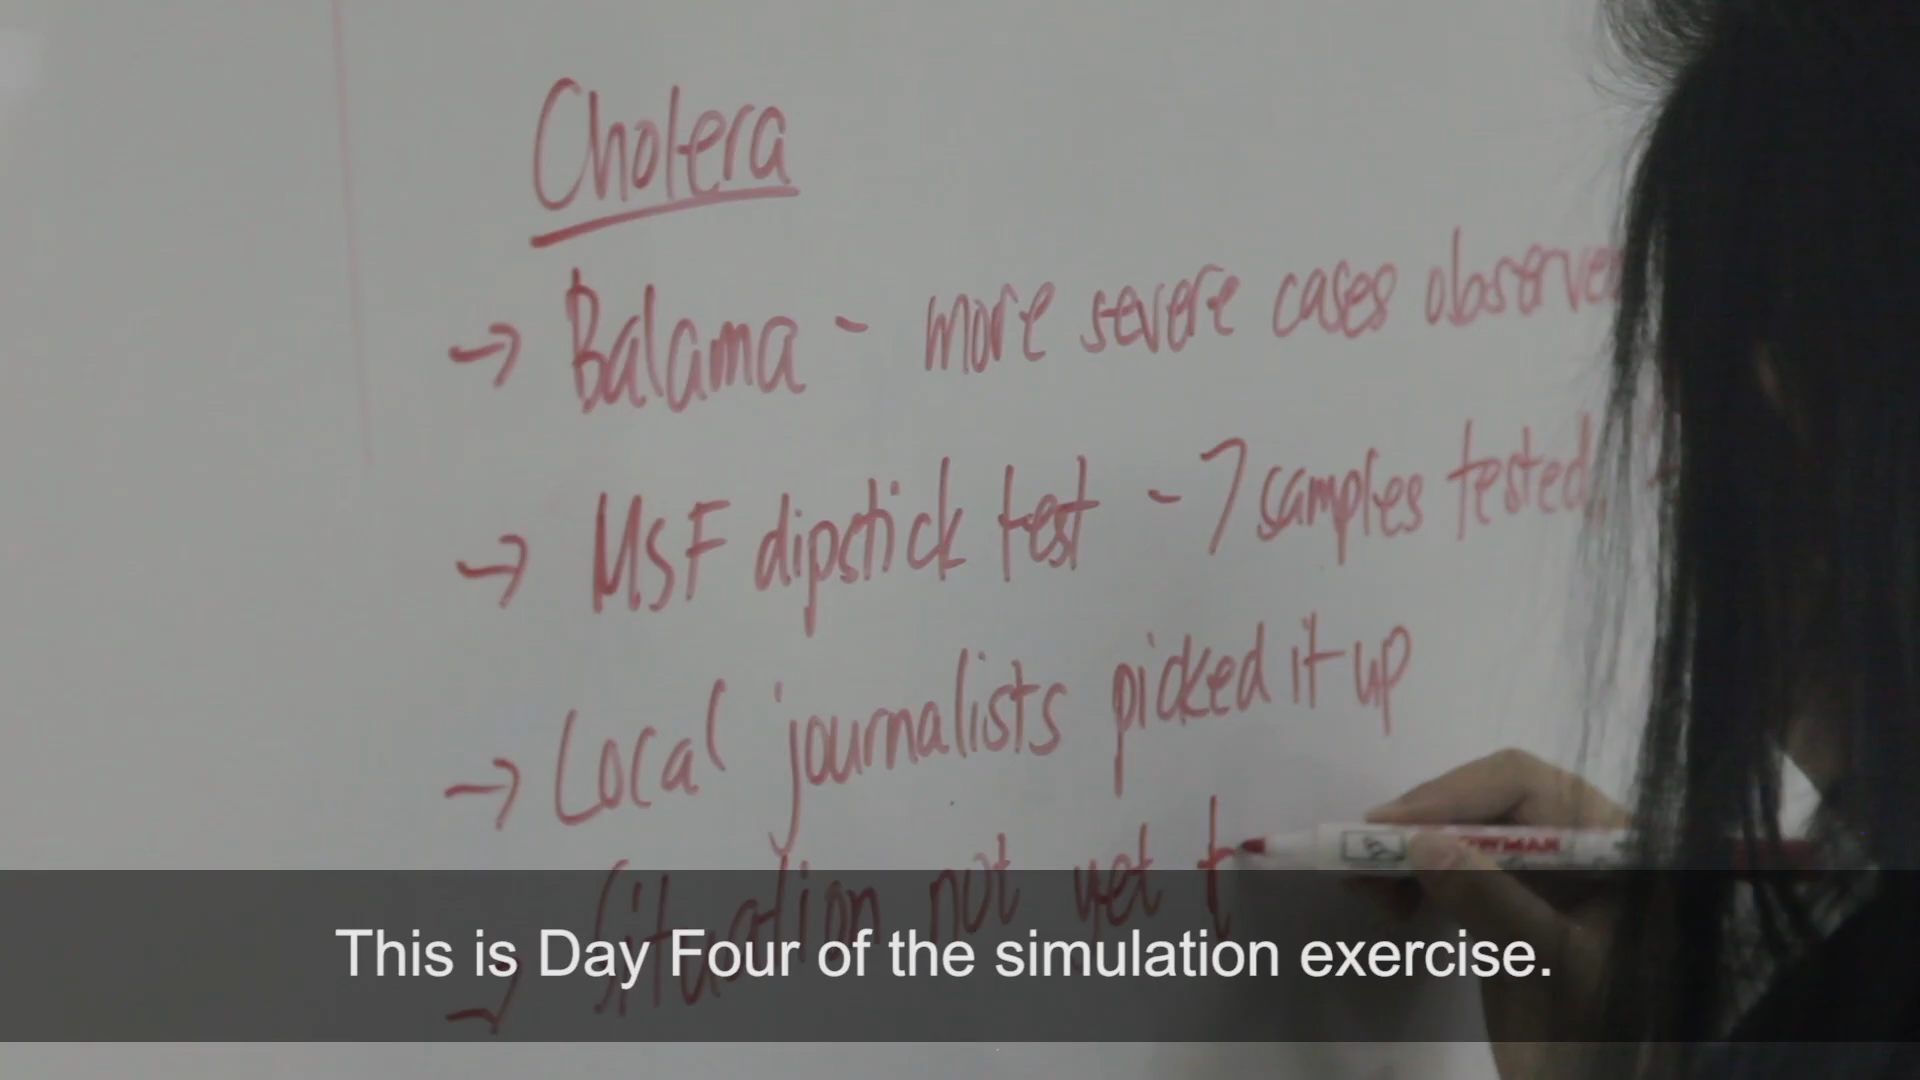 Cholera
→ Balama - more severe cases observe
→ MSF dipstick test - 7 samples tested.
→ Local journalists picked it up
→ Situation not yet t
This is Day Four of the simulation exercise.